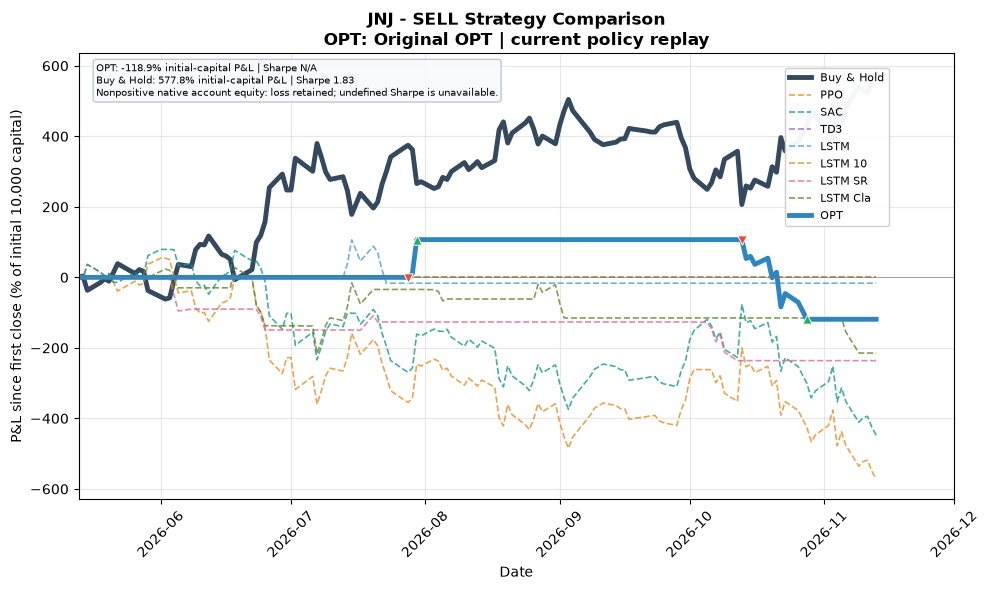 JNJ - SELL Strategy Comparison
OPT: Original OPT | current policy replay
OPT: -118.9% initial-capital P&L | Sharpe N/A
Buy & Hold: 577.8% initial-capital P&L | Sharpe 1.83
Nonpositive native account equity: loss retained; undefined Sharpe is unavailable.
Buy & Hold
PPO
SAC
TD3
LSTM
LSTM 10
LSTM SR
LSTM Cla
OPT
P&L since first close (% of initial 10,000 capital)
600
400
200
0
−200
−400
−600
2026-06
2026-07
2026-08
2026-09
2026-10
2026-11
2026-12
Date